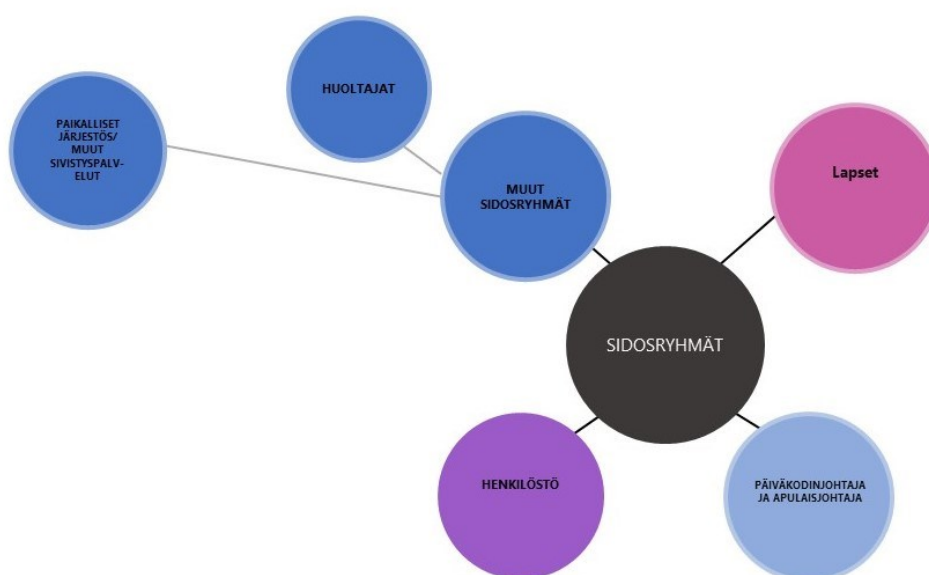 HUOLTAJAT
PAIKALLISET
JÄRJESTÖS/
MUUT
SIVISTYSPALV-
ELUT
MUUT
SIDOSRYHMÄT
Lapset
SIDOSRYHMÄT
HENKILÖSTÖ
PÄIVÄKODINJOHTAJA
JA APULAISJOHTAJA